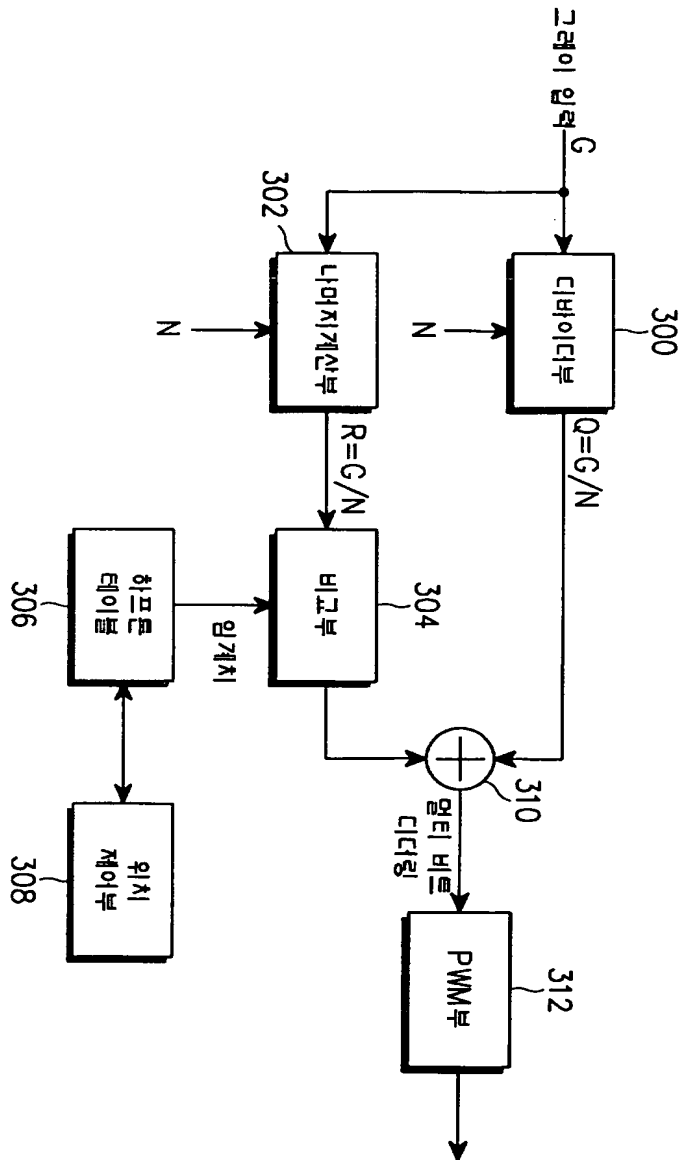 그레이 입력
G
디바이더부
300
N
Q=G/N
나머지계산부
302
N
R=G/N
비교부
304
임계치
하프톤
테이블
306
위치
제어부
308
310
멀티 비트
디더링
PWM부
312